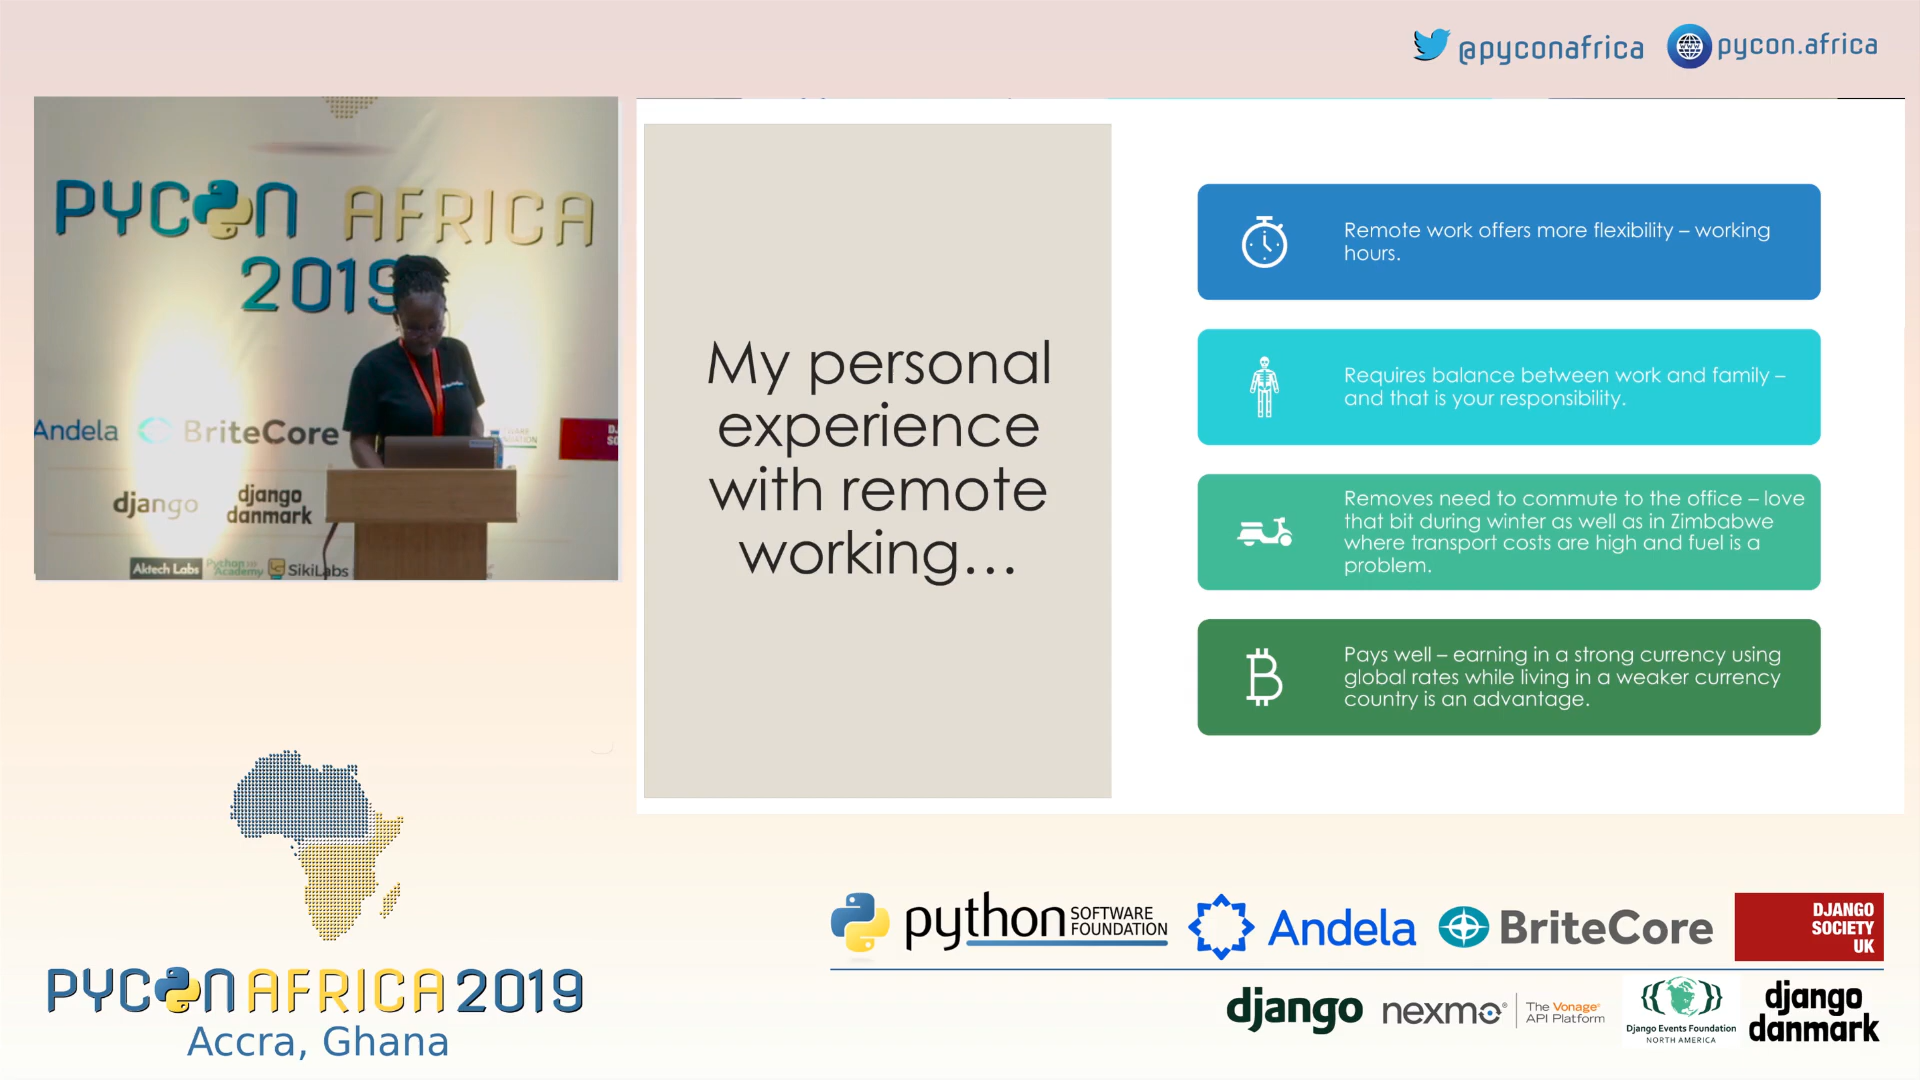 @pyconafrica
pycon.africa
PYCON AFRICA
2019
Andela
BriteCore
django
django
danmark
Aktech Labs
Python
Academy
SikiLabs
My personal
experience
with remote
working...
Remote work offers more flexibility – working
hours.
Requires balance between work and family –
and that is your responsibility.
Removes need to commute to the office – love
that bit during winter as well as in Zimbabwe
where transport costs are high and fuel is a
problem.
Pays well – earning in a strong currency using
global rates while living in a weaker currency
country is an advantage.
PYCON AFRICA 2019
Accra, Ghana
python
SOFTWARE
FOUNDATION
Andela
BriteCore
DJANGO
SOCIETY
UK
django
nexmo®
The Vonage®
API Platform
Django Events Foundation
NORTH AMERICA
django
danmark